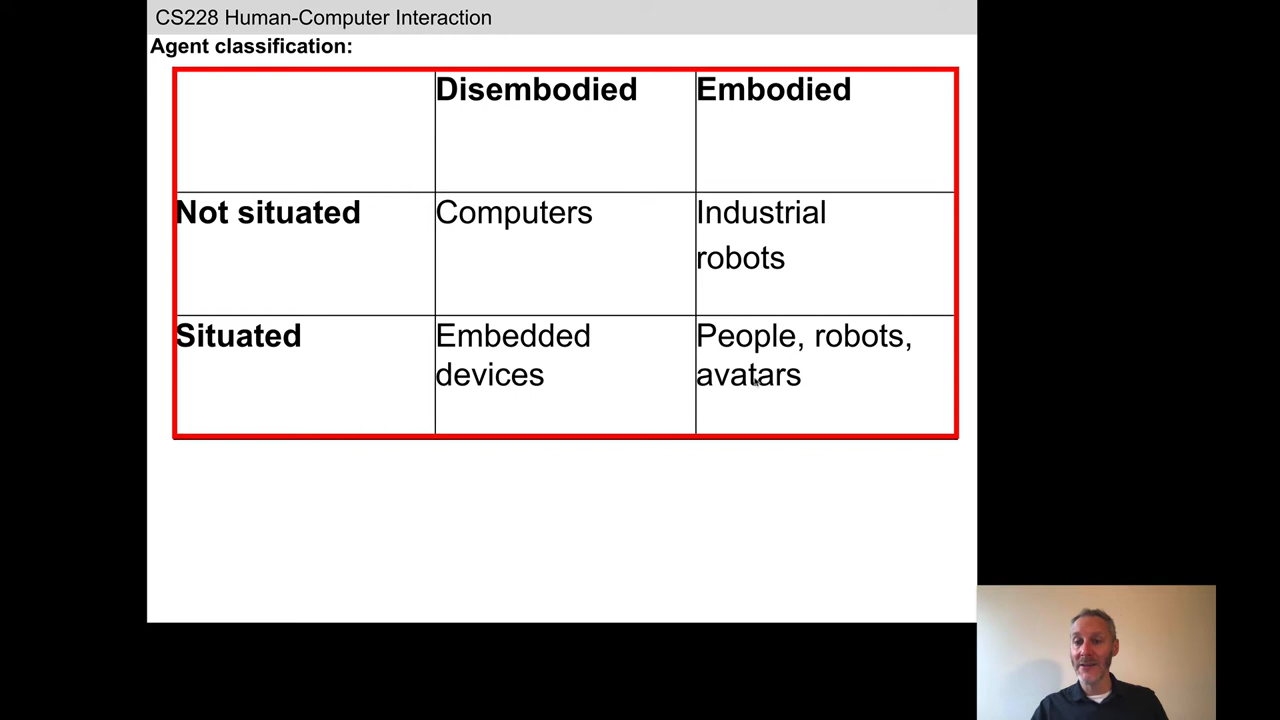 CS228 Human-Computer Interaction
Agent classification:
Disembodied Embodied
Not situated Computers Industrial
robots
Situated Embedded People, robots,
devices avatars